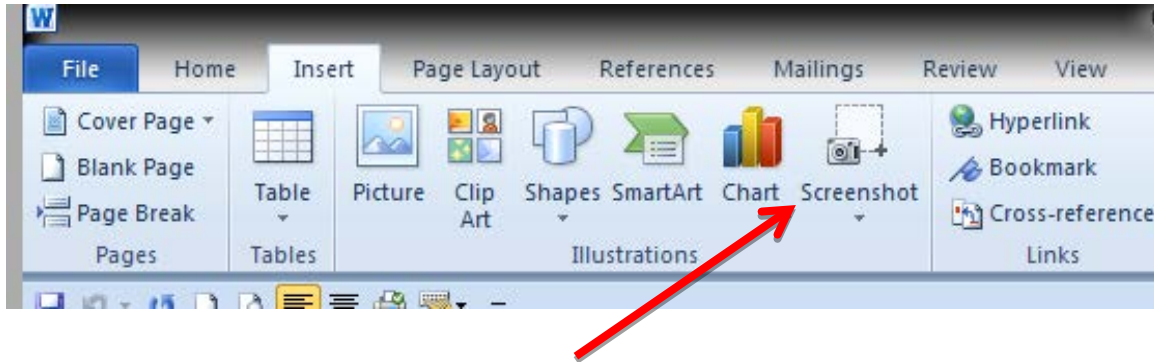 W
File Home Insert Page Layout References Mailings Review View
Cover Page
Blank Page
Page Break
Pages
Table
Tables
Picture
Clip
Art
Shapes
SmartArt
Chart
Screenshot
Illustrations
Hyperlink
Bookmark
Cross-reference
Links